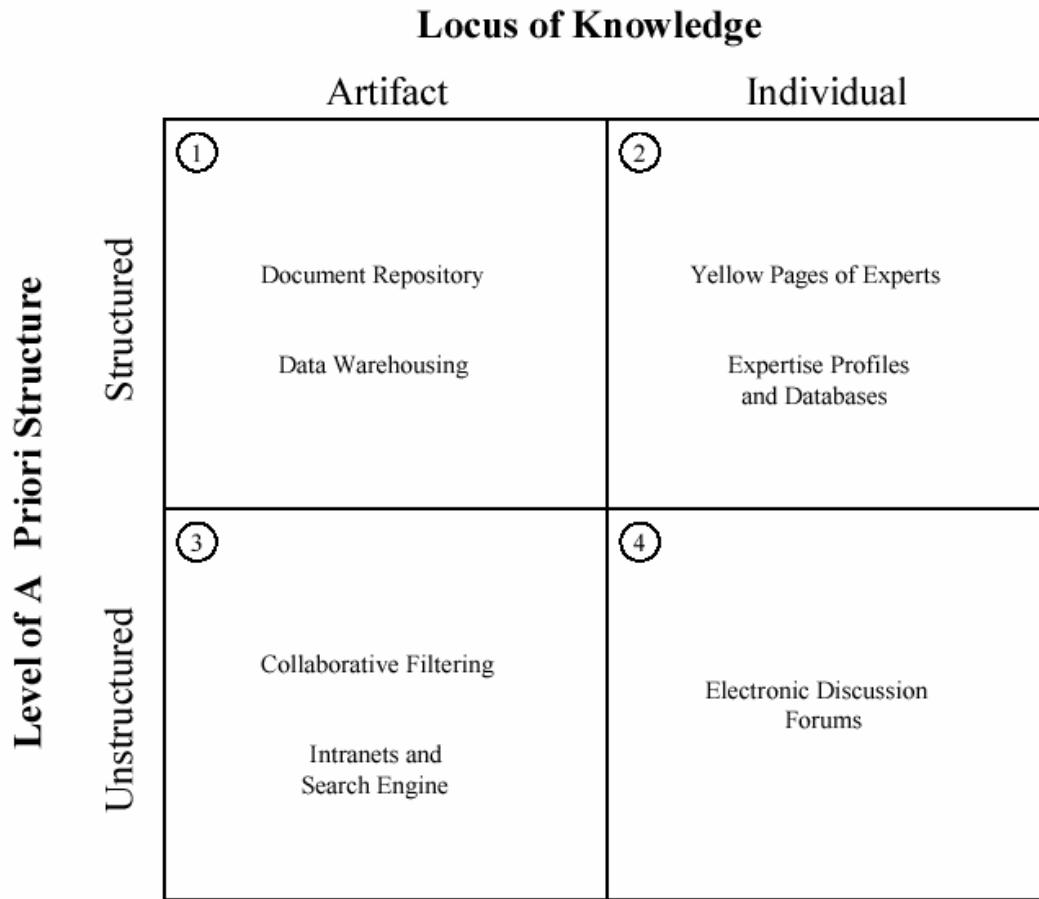 Locus of Knowledge
Artifact
Individual
Level of A Priori Structure
Structured
1
Document Repository
Data Warehousing
2
Yellow Pages of Experts
Expertise Profiles
and Databases
Unstructured
3
Collaborative Filtering
Intranets and
Search Engine
4
Electronic Discussion
Forums